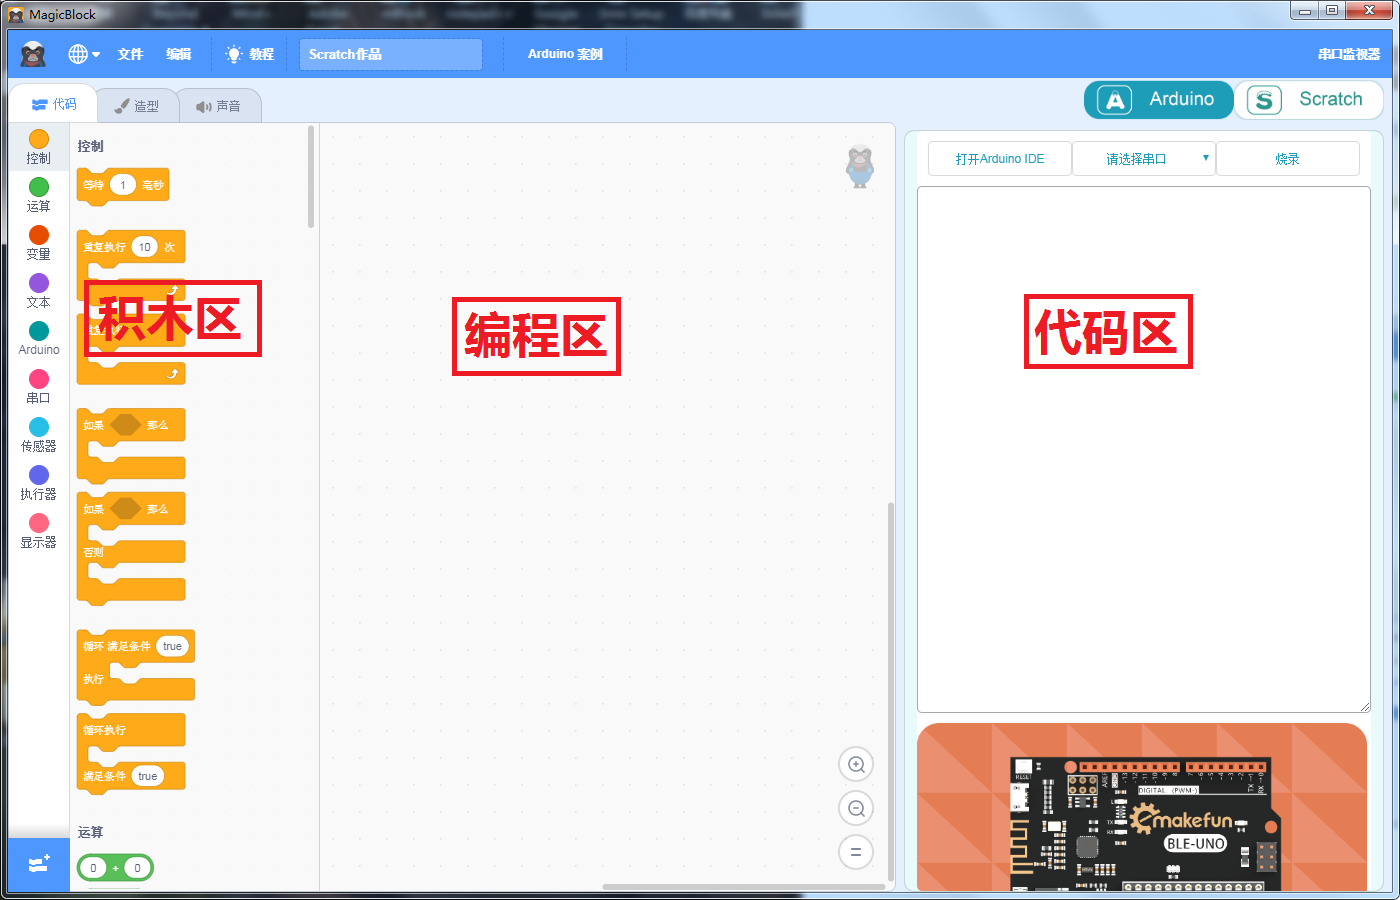 MagicBlock
文件
编辑
教程
Scratch作品
Arduino 案例
串口监视器
代码
造型
声音
Arduino
Scratch
控制
运算
变量
文本
Arduino
串口
传感器
执行器
显示器
控制
等待 1 毫秒
重复执行 10 次
积木区
如果 那么
如果 那么
否则
循环 满足条件 true
执行
循环执行
满足条件 true
运算
0 + 0
编程区
打开Arduino IDE
请选择串口
烧录
代码区
RESET
AREF
DIGITAL (PWM~)
TX
RX
emakefun
BLE-UNO